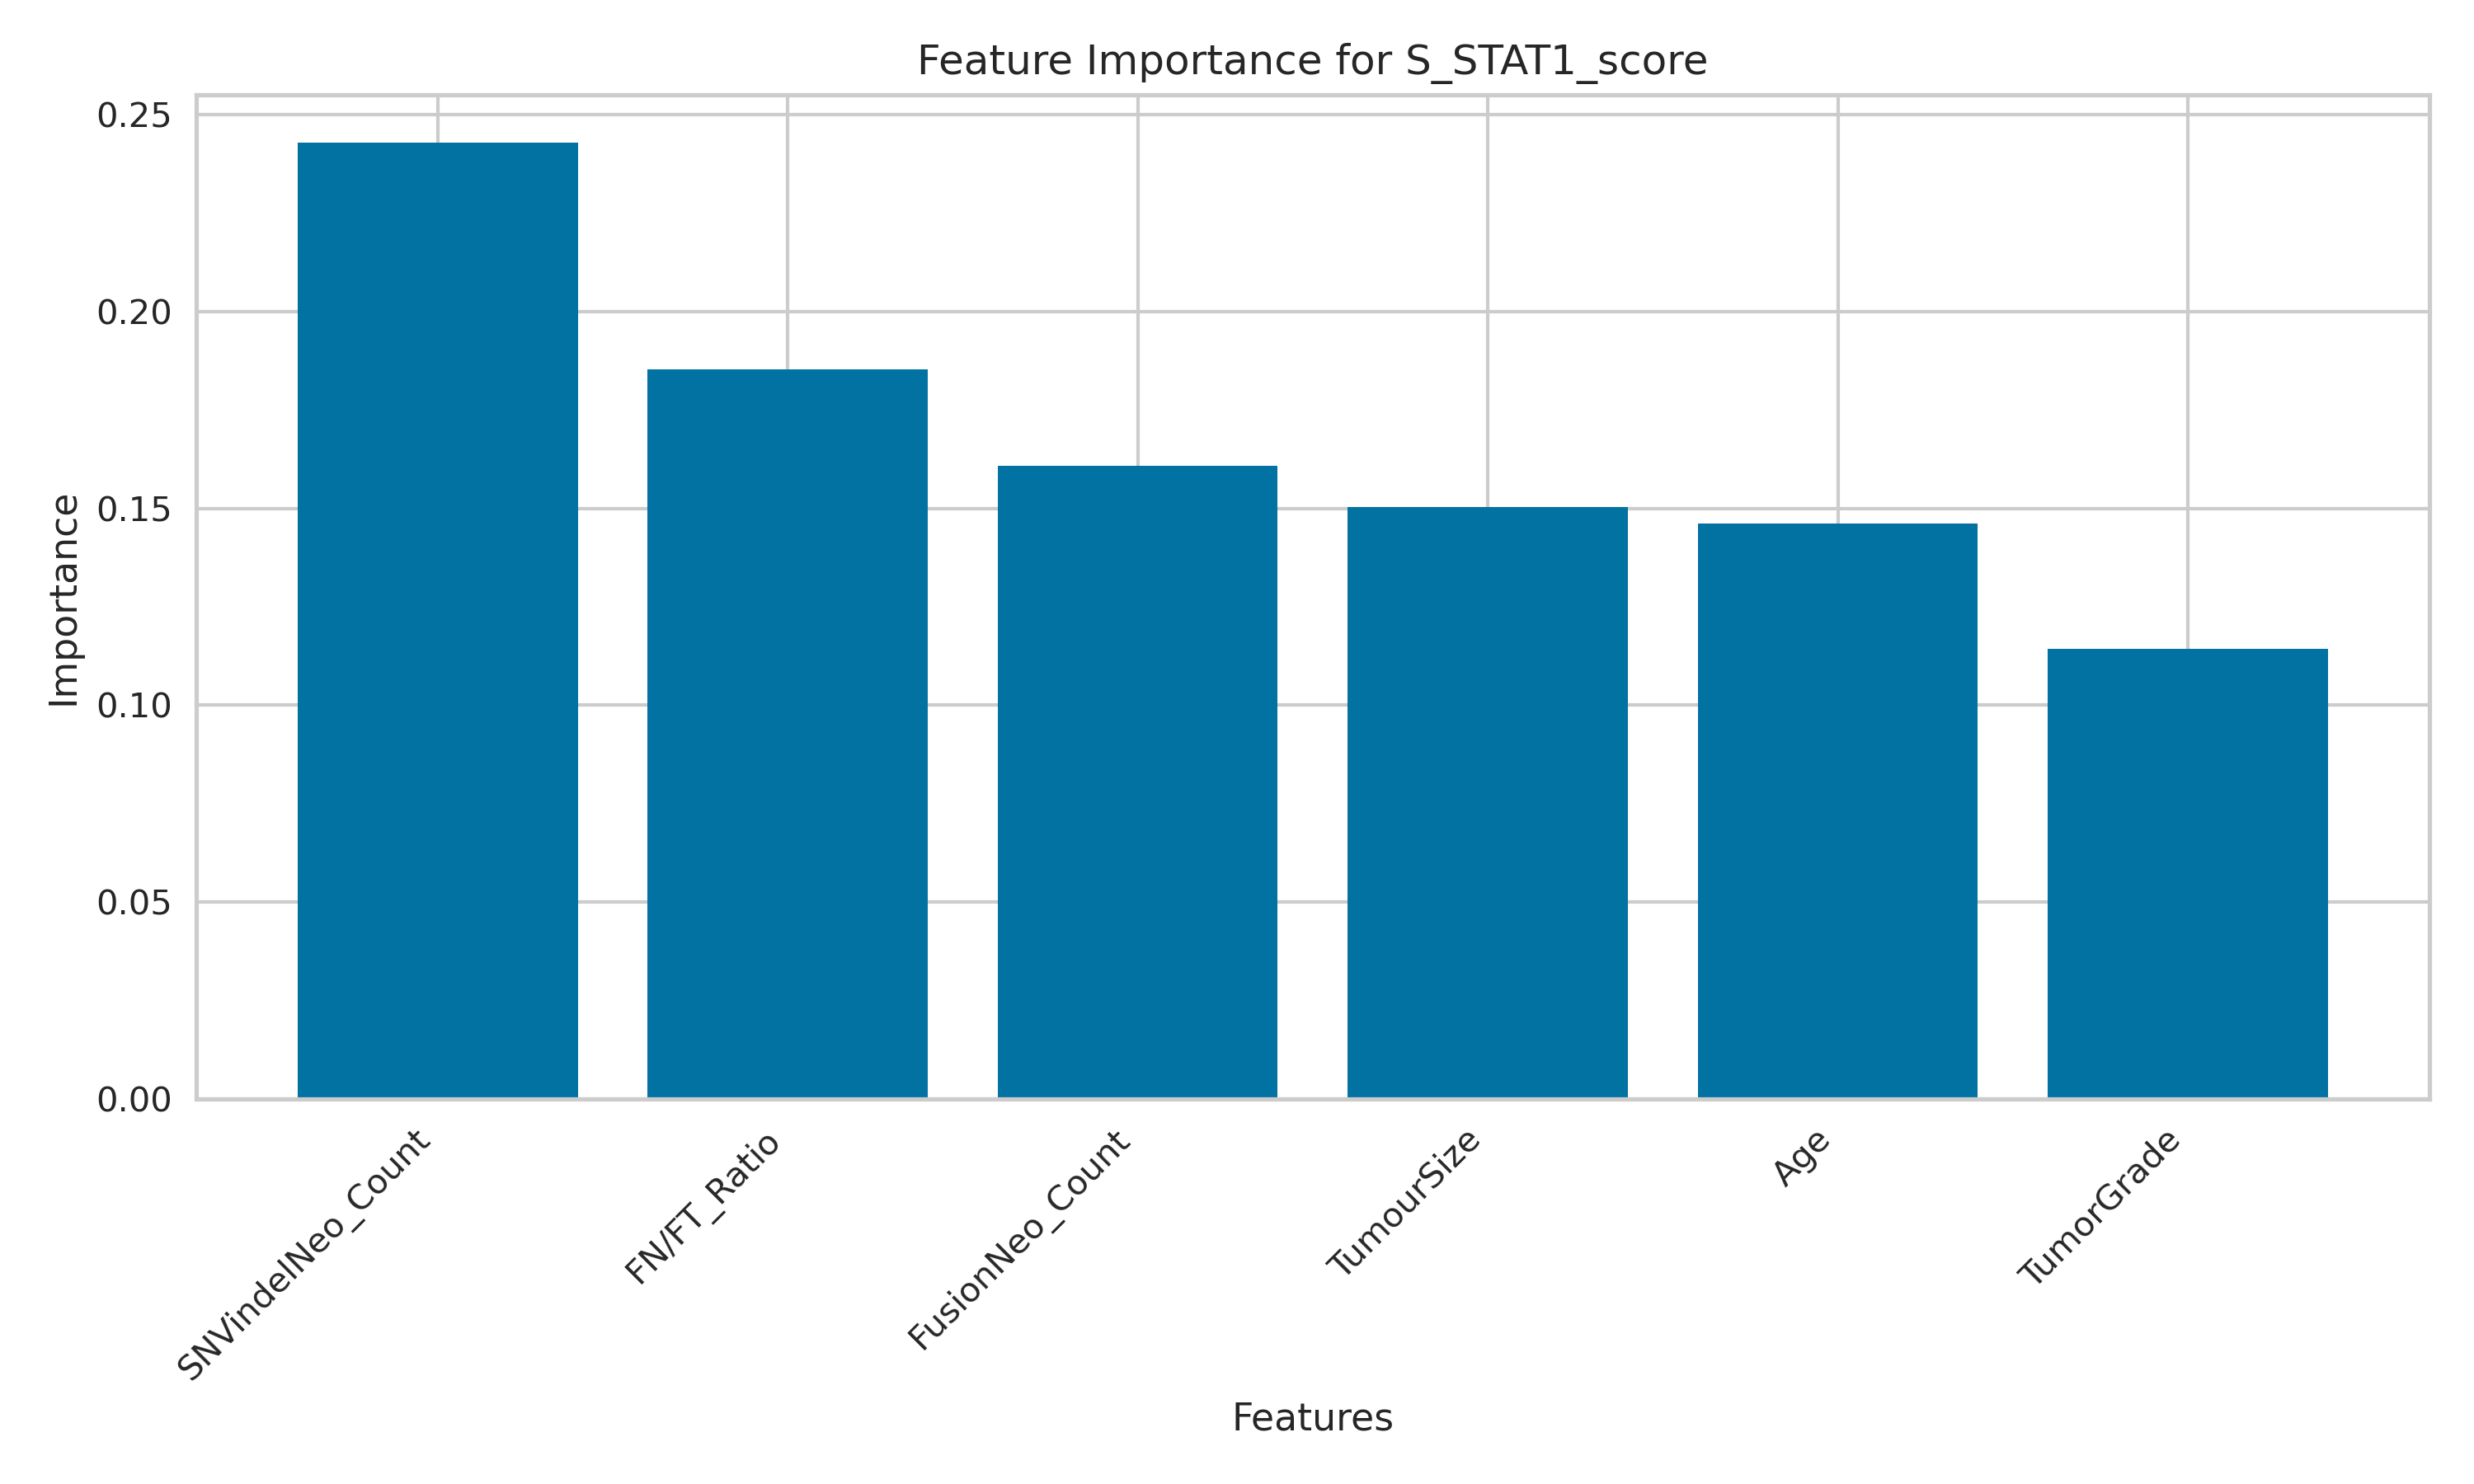 Feature Importance for S_STAT1_score
Importance
0.25
0.20
0.15
0.10
0.05
0.00
SNVindelNeo_Count
FN/FT_Ratio
FusionNeo_Count
TumourSize
Age
TumorGrade
Features